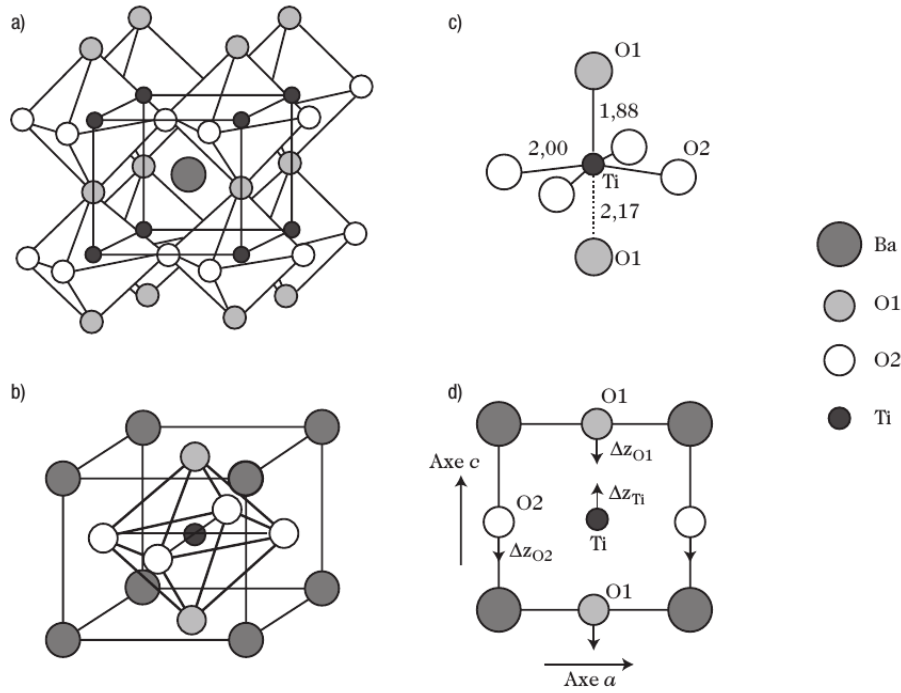 a)
c)
O1
1,88
2,00
O2
Ti
2,17
O1
Ba
O1
O2
Ti
b)
d)
O1
Axe c
Δz_O1
Δz_Ti
O2
Ti
Δz_O2
O1
Axe a